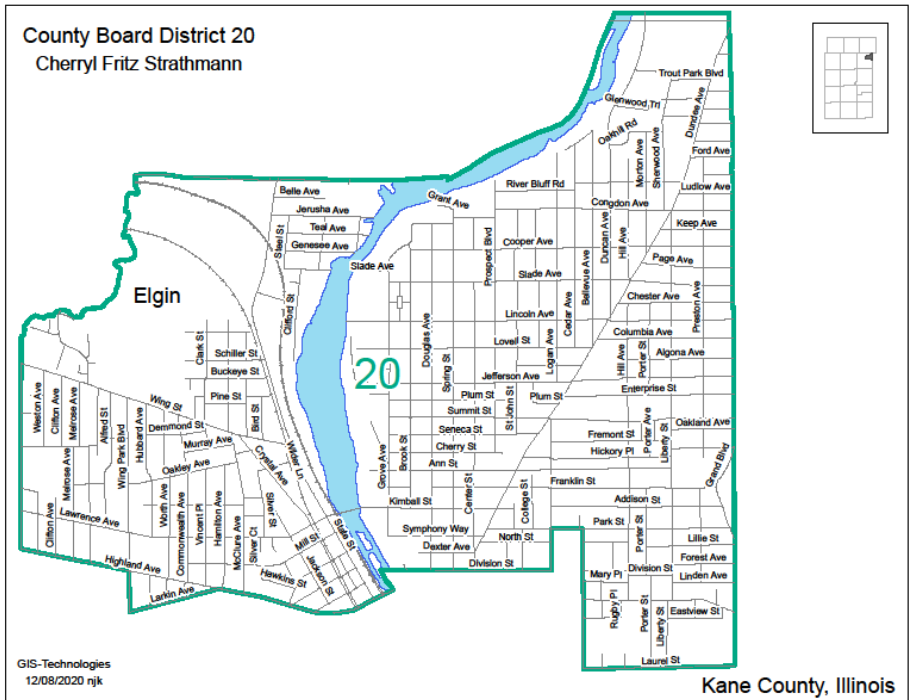 County Board District 20
Cherryl Fritz Strathmann
Trout Park Blvd
Glenwood Trl
Dundee Ave
Oakhill Rd
Morton Ave
Sherwood Ave
Ford Ave
River Bluff Rd
Ludlow Ave
Belle Ave
Grant Ave
Congdon Ave
Jerusha Ave
Keep Ave
Teal Ave
Steel St
Genesee Ave
Prospect Blvd
Cooper Ave
Duncan Ave
Hill Ave
Bellevue Ave
Page Ave
Slade Ave
Slade Ave
Elgin
Clifford St
Chester Ave
Preston Ave
Lincoln Ave
Cedar Ave
Columbia Ave
Clark St
Douglas Ave
Lovell St
Logan Ave
Schiller St
Hill Ave
Porter St
Algona Ave
Buckeye St
20
Spring St
Jefferson Ave
Enterprise St
Weston Ave
Clifton Ave
Melrose Ave
Wing St
Pine St
Plum St
Plum St
St John St
Alfred St
Wing Park Blvd
Hubbard Ave
Bird St
Summit St
Demmond St
Seneca St
Fremont St
Porter Ave
Liberty St
Oakland Ave
Murray Ave
Wilder Ln
Cherry St
Hickory Pl
Crystal Ave
Grove Ave
Brook St
Ann St
Oakley Ave
Grand Blvd
Melrose Ave
Center St
Franklin St
Kimball St
College St
Addison St
Clifton Ave
Lawrence Ave
Worth Ave
Commonwealth Ave
Vincent Pl
Hamilton Ave
McClure Ave
Silver St
Silver Ct
State St
Symphony Way
North St
Park St
Porter St
Lillie St
Mill St
Dexter Ave
Forest Ave
Highland Ave
Hawkins St
Jackson St
Division St
Division St
Mary Pl
Linden Ave
Larkin Ave
Rugby Pl
Porter St
Liberty St
Eastview St
Laurel St
GIS-Technologies
12/08/2020 njk
Kane County, Illinois